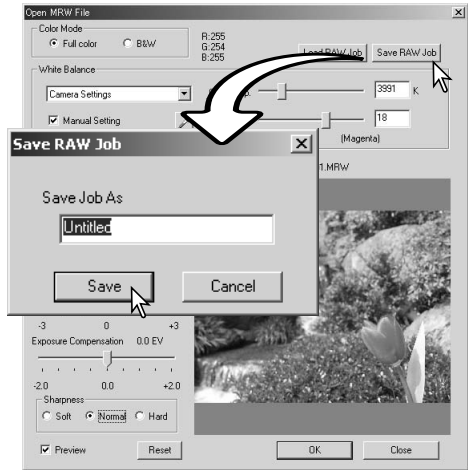 Open MRW File
Color Mode
Full color B&W
R:255
G:254
B:255
Load RAW Job Save RAW Job
White Balance
Camera Settings
3991 K
Manual Setting
18
(Magenta)
1.MRW
Save RAW Job
Save Job As
Untitled
Save Cancel
-3 0 +3
Exposure Compensation 0.0 EV
-2.0 0.0 +2.0
Sharpness
Soft Normal Hard
Preview Reset OK Close